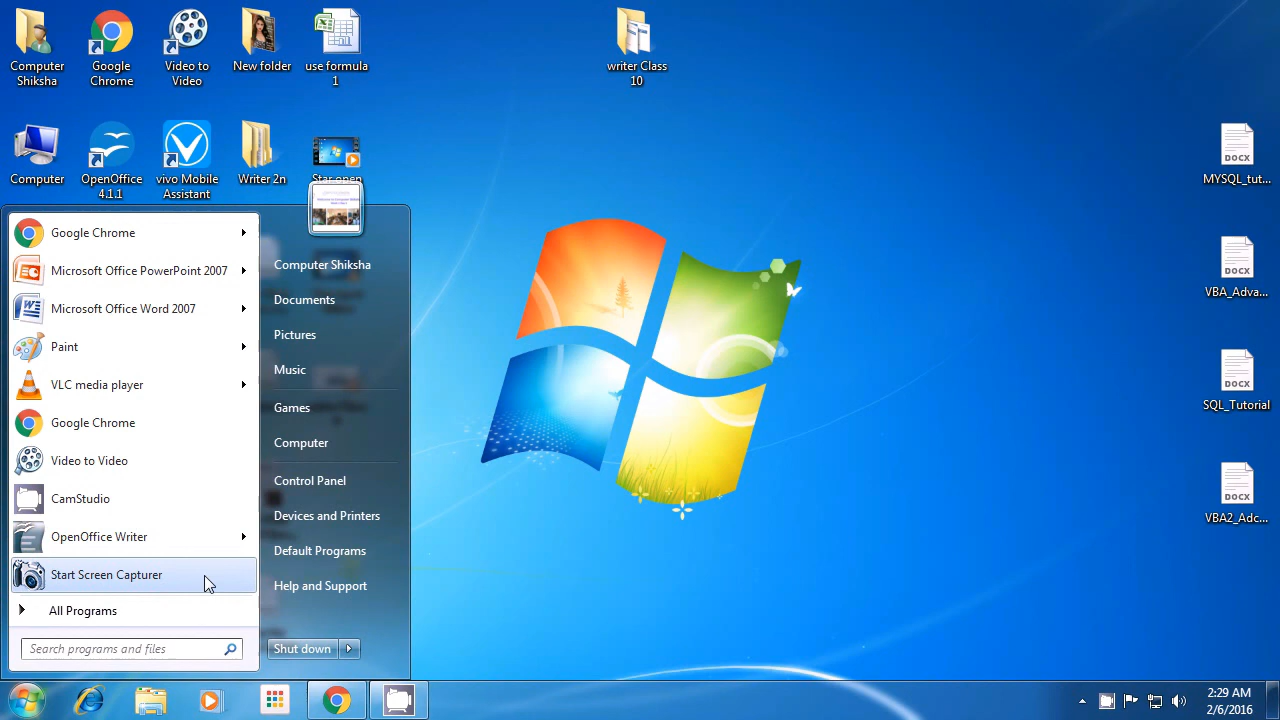 Computer
Shiksha
Google
Chrome
Video to
Video
New folder
use formula
1
writer Class
10
Computer
OpenOffice
4.1.1
vivo Mobile
Assistant
Writer 2n
Star open
DOCX
MYSQL_tut...
DOCX
VBA_Adva...
DOCX
SQL_Tutorial
DOCX
VBA2_Adc...
Google Chrome
Microsoft Office PowerPoint 2007
Microsoft Office Word 2007
Paint
VLC media player
Google Chrome
Video to Video
CamStudio
OpenOffice Writer
Start Screen Capturer
All Programs
Search programs and files
Computer Shiksha
Documents
Pictures
Music
Games
Computer
Control Panel
Devices and Printers
Default Programs
Help and Support
Shut down
2:29 AM
2/6/2016